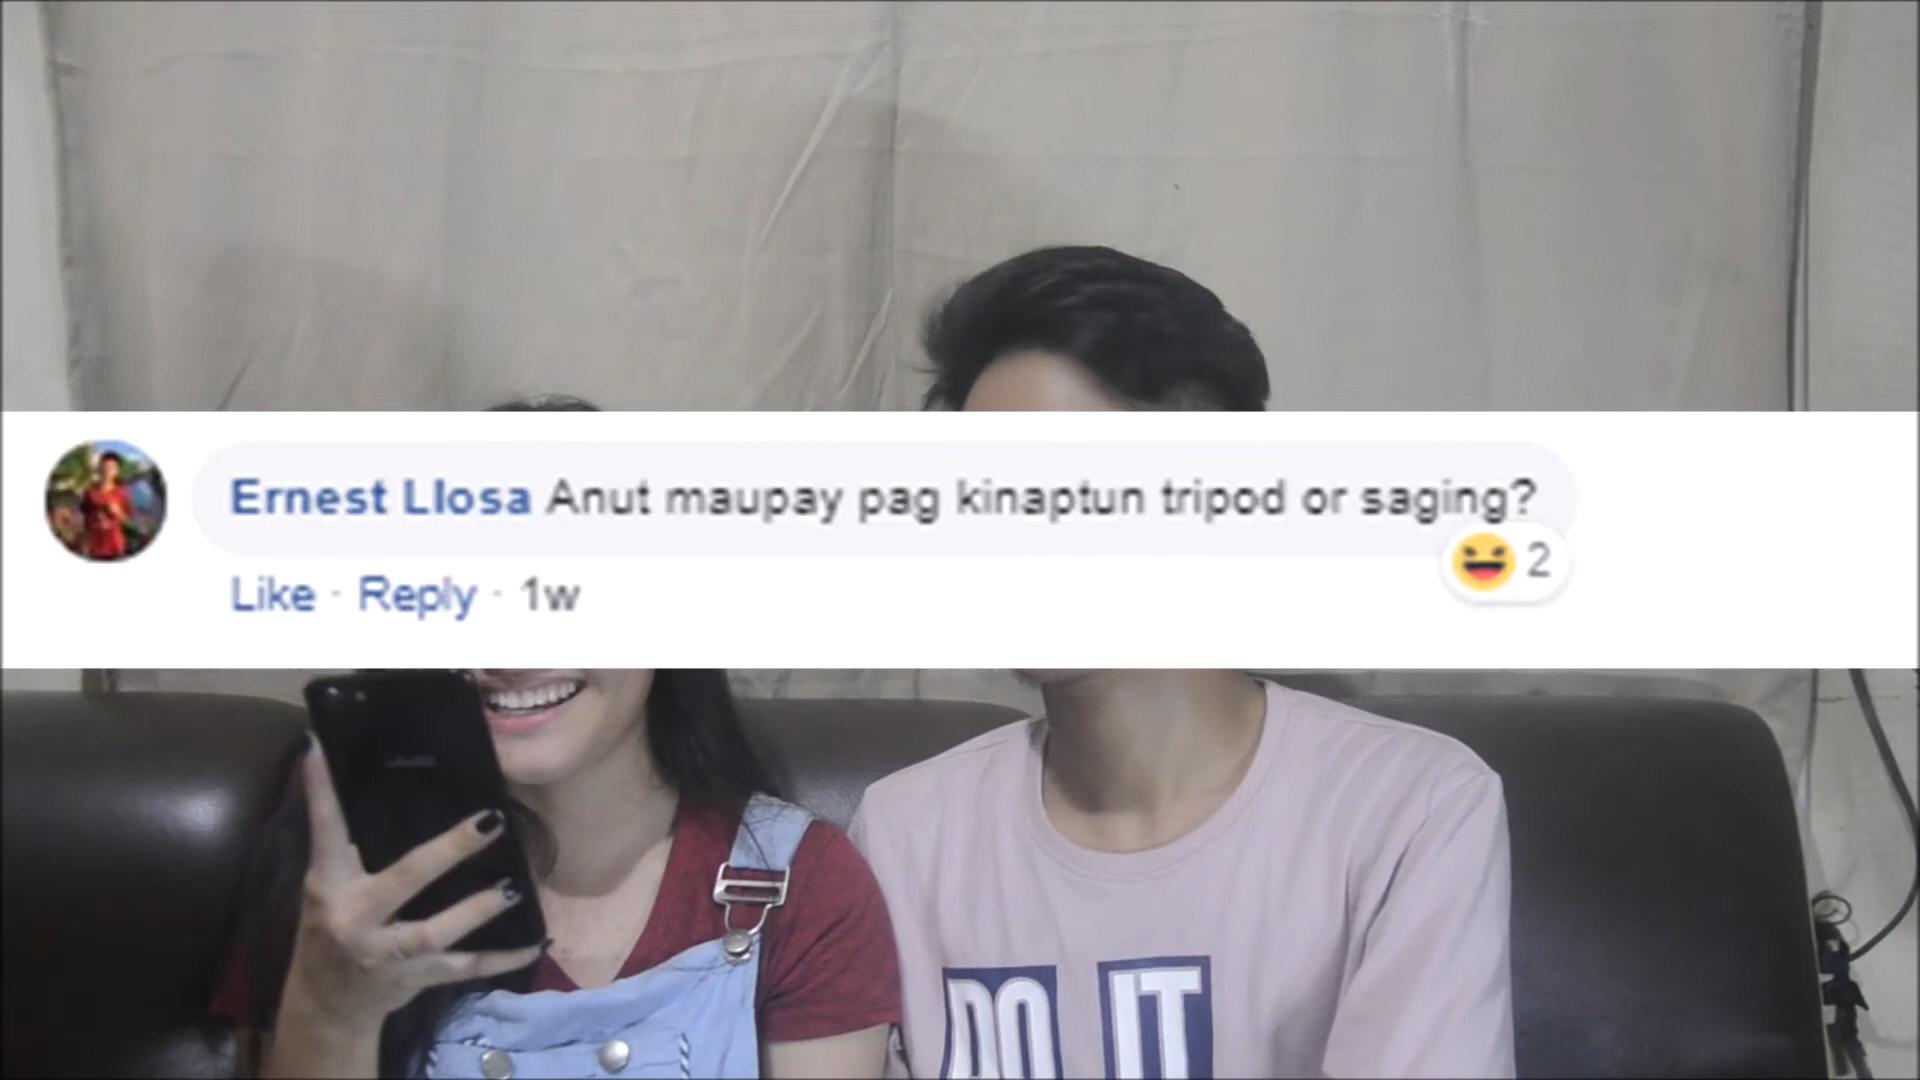 Ernest Llosa Anut maupay pag kinaptun tripod or saging?
2
Like · Reply · 1w
DO IT